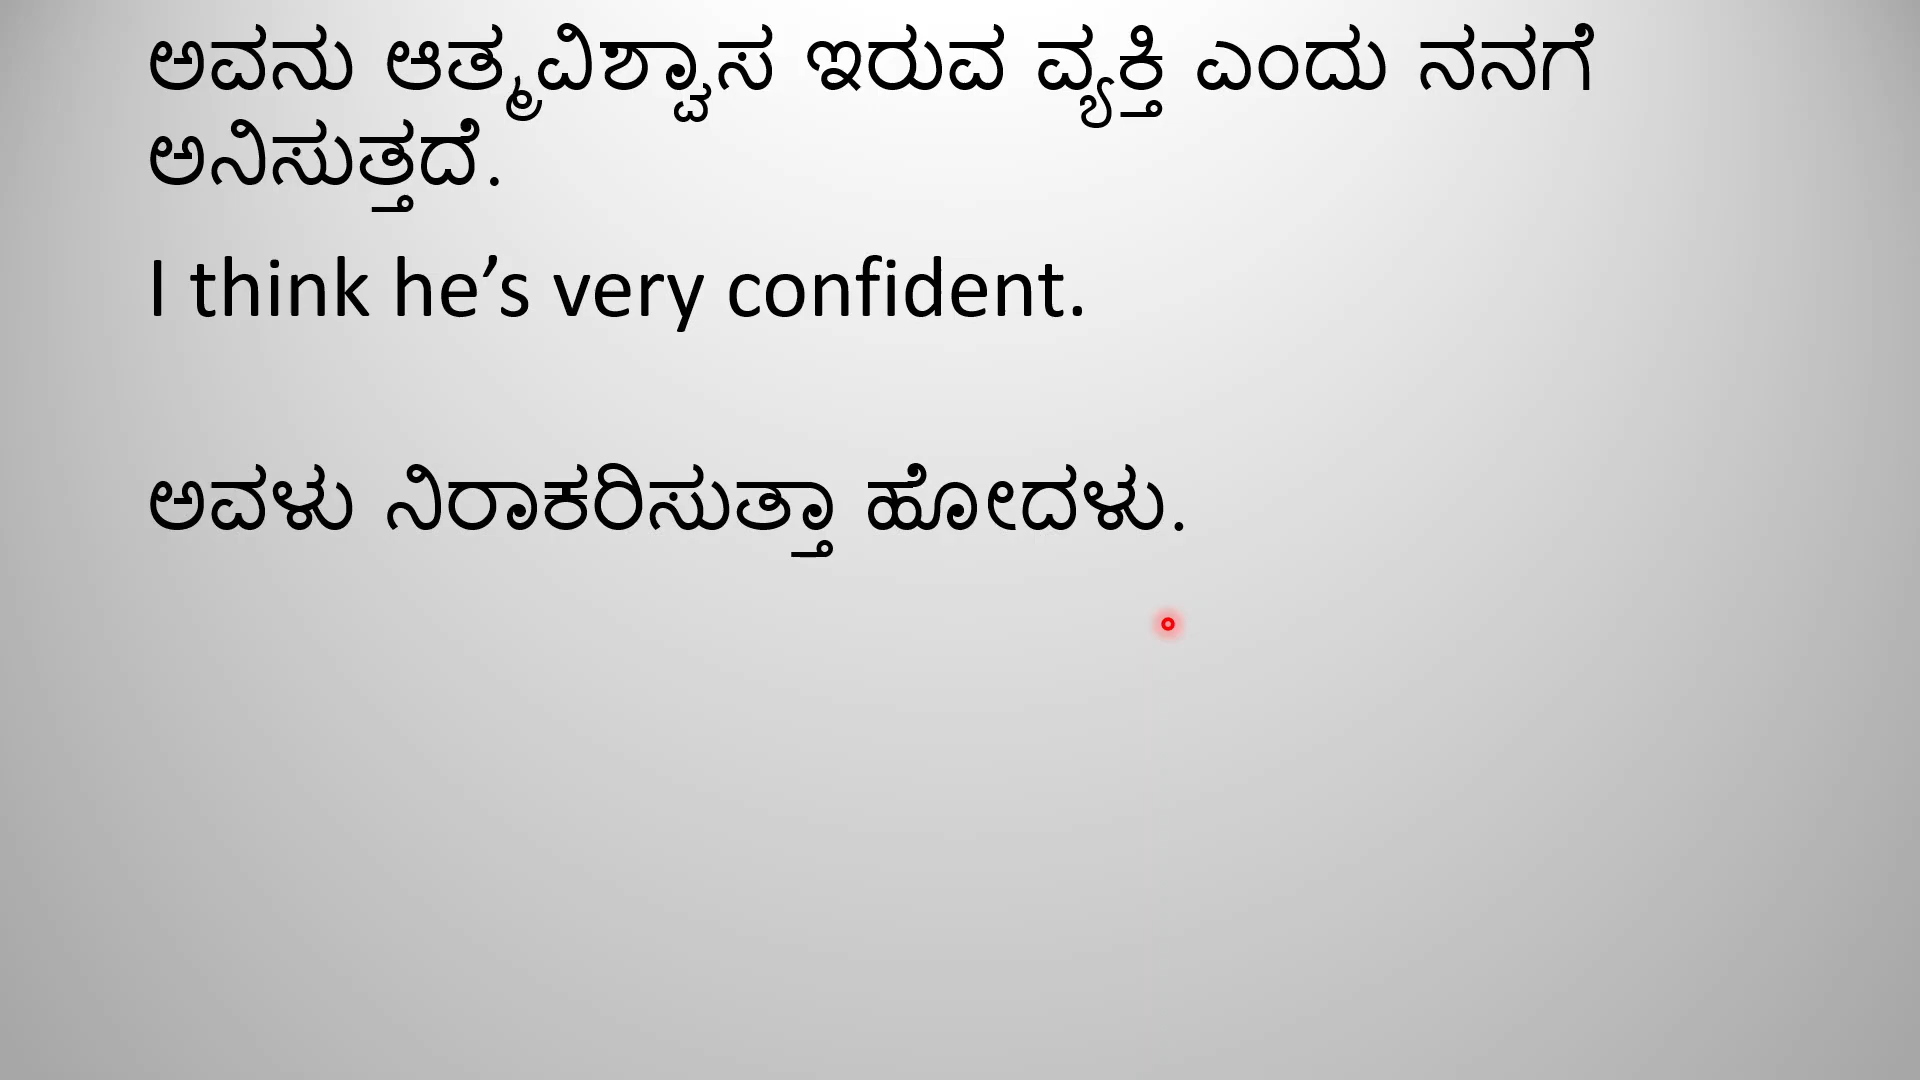 ಅವನು ಆತ್ಮವಿಶ್ವಾಸ ಇರುವ ವ್ಯಕ್ತಿ ಎಂದು ನನಗೆ
ಅನಿಸುತ್ತದೆ.
I think he’s very confident.
ಅವಳು ನಿರಾಕರಿಸುತ್ತಾ ಹೋದಳು.